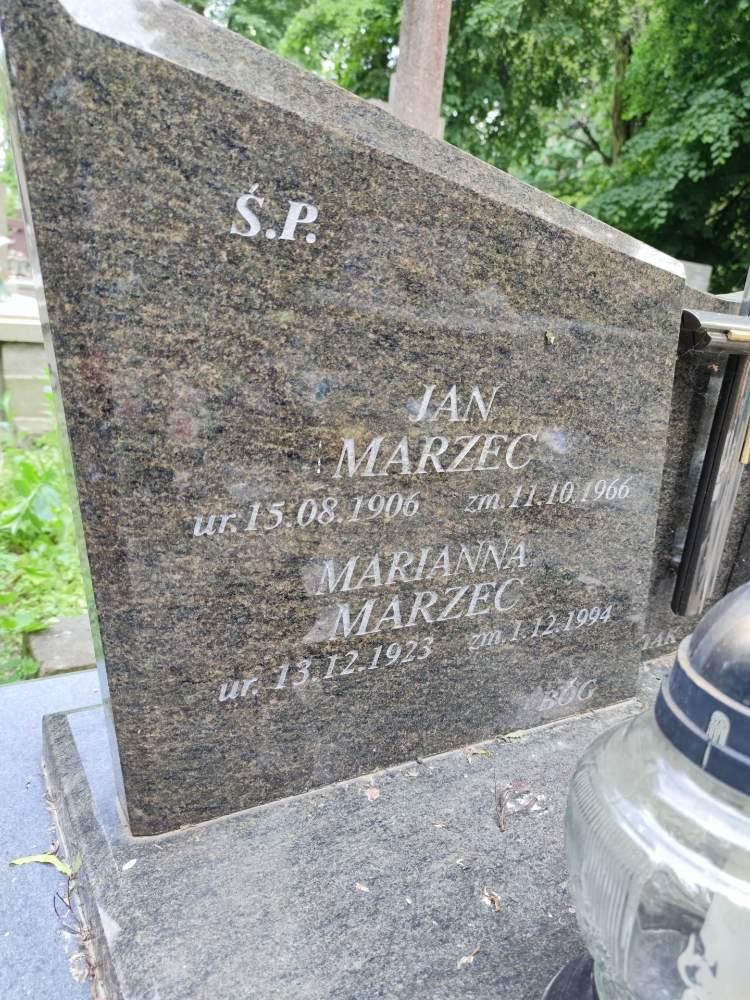 Ś.P.
JAN
MARZEC
ur.15.08.1906 zm.11.10.1966
MARIANNA
MARZEC
ur. 13.12.1923 zm.1.12.1994
BÓG
JAK